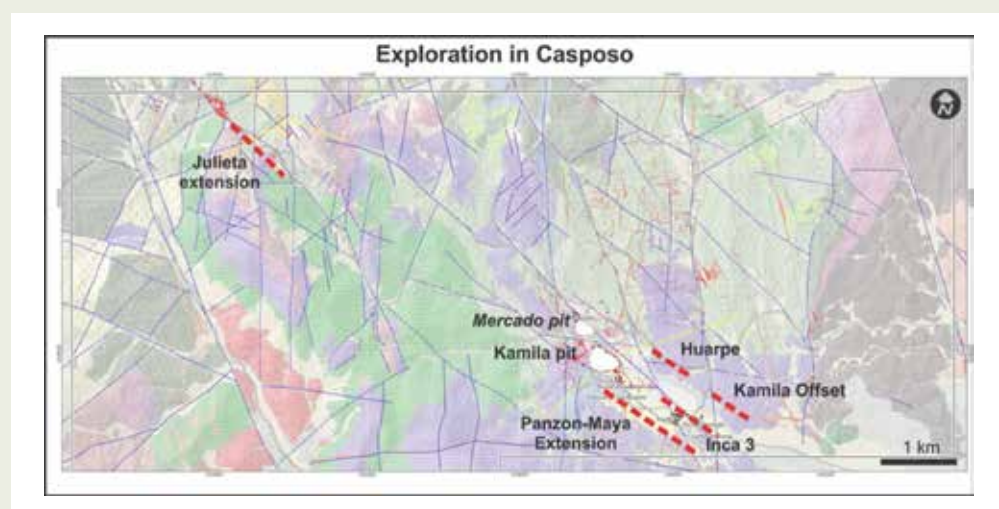 Exploration in Casposo
N
Julieta
extension
Mercado pit
Kamila pit
Huarpe
Kamila Offset
Panzon-Maya
Extension
Inca 3
1 km